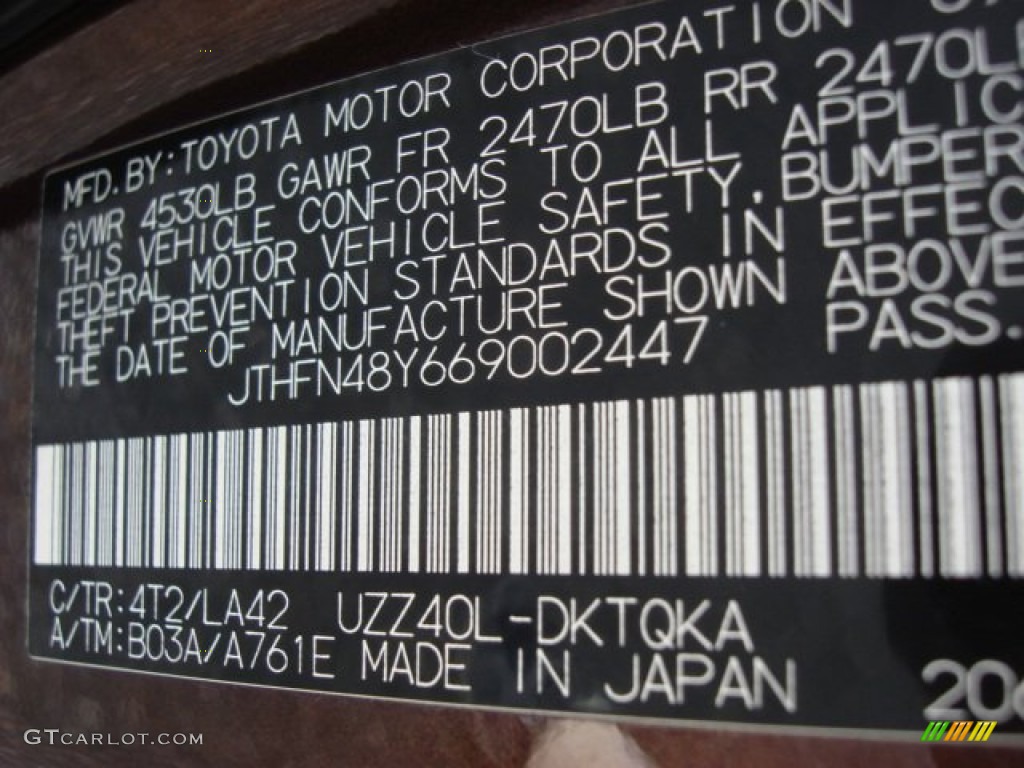 MFD. BY: TOYOTA MOTOR CORPORATION
GVWR 4530LB GAWR FR 2470LB RR 2470L
THIS VEHICLE CONFORMS TO ALL APPLIC
FEDERAL MOTOR VEHICLE SAFETY, BUMPER
THEFT PREVENTION STANDARDS IN EFFEC
THE DATE OF MANUFACTURE SHOWN ABOVE
JTHFN48Y669002447 PASS.
C/TR: 4T2/LA42 UZZ40L-DKTQKA
A/TM: B03A/A761E MADE IN JAPAN 20
GTCARLOT.COM